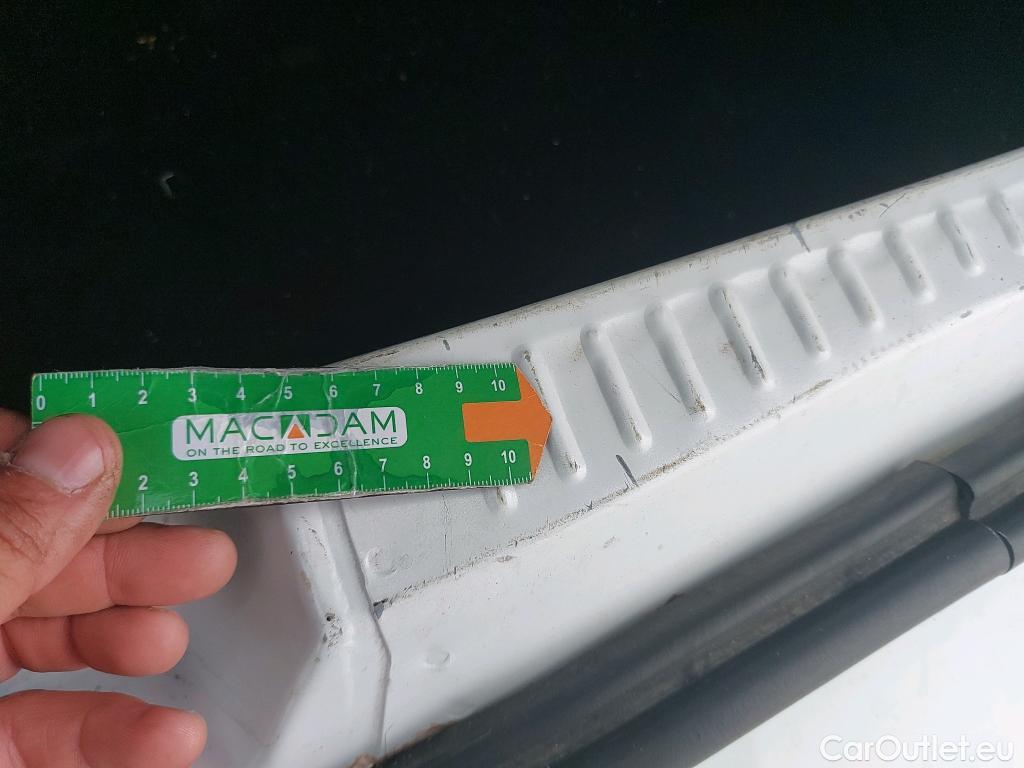 0 1 2 3 4 5 6 7 8 9 10
MACADAM
ON THE ROAD TO EXCELLENCE
2 3 4 5 6 7 8 9 10
CarOutlet.eu